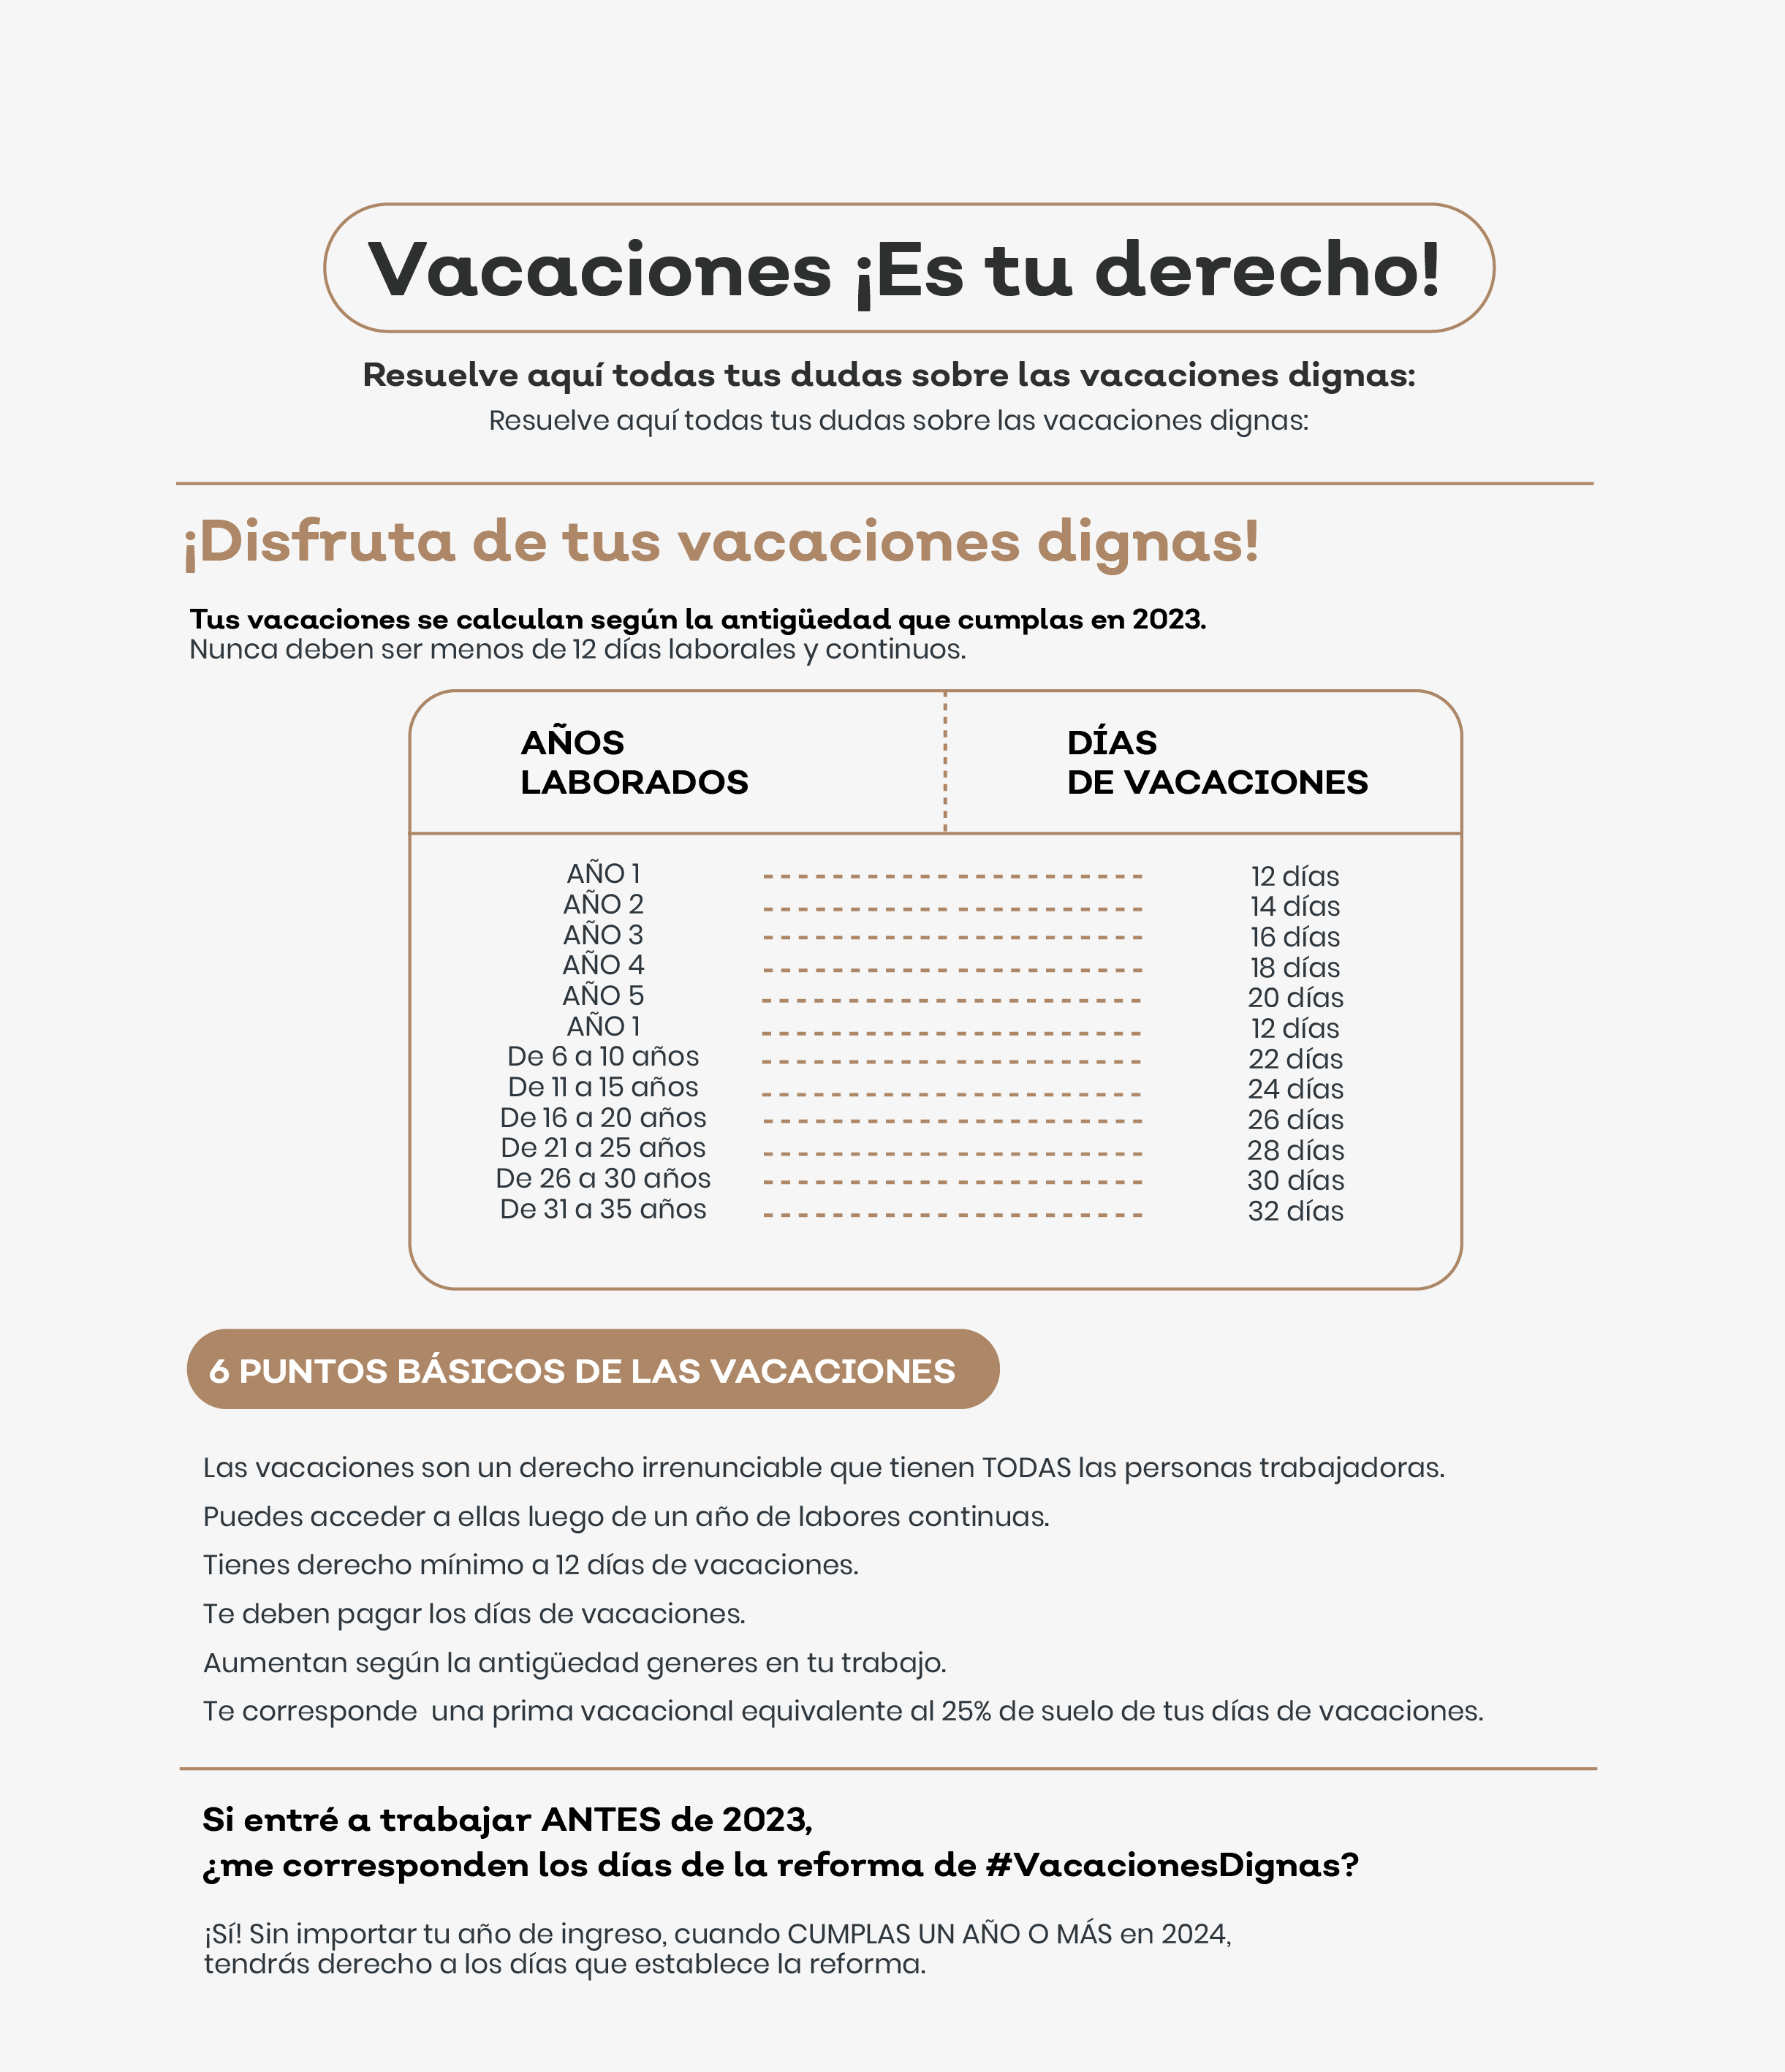 Vacaciones ¡Es tu derecho!
Resuelve aquí todas tus dudas sobre las vacaciones dignas:
Resuelve aquí todas tus dudas sobre las vacaciones dignas:
¡Disfruta de tus vacaciones dignas!
Tus vacaciones se calculan según la antigüedad que cumplas en 2023.
Nunca deben ser menos de 12 días laborales y continuos.
AÑOS LABORADOS DÍAS DE VACACIONES
AÑO 1 12 días
AÑO 2 14 días
AÑO 3 16 días
AÑO 4 18 días
AÑO 5 20 días
AÑO 1 12 días
De 6 a 10 años 22 días
De 11 a 15 años 24 días
De 16 a 20 años 26 días
De 21 a 25 años 28 días
De 26 a 30 años 30 días
De 31 a 35 años 32 días
6 PUNTOS BÁSICOS DE LAS VACACIONES
Las vacaciones son un derecho irrenunciable que tienen TODAS las personas trabajadoras.
Puedes acceder a ellas luego de un año de labores continuas.
Tienes derecho mínimo a 12 días de vacaciones.
Te deben pagar los días de vacaciones.
Aumentan según la antigüedad generes en tu trabajo.
Te corresponde una prima vacacional equivalente al 25% de suelo de tus días de vacaciones.
Si entré a trabajar ANTES de 2023,
¿me corresponden los días de la reforma de #VacacionesDignas?
¡Sí! Sin importar tu año de ingreso, cuando CUMPLAS UN AÑO O MÁS en 2024,
tendrás derecho a los días que establece la reforma.